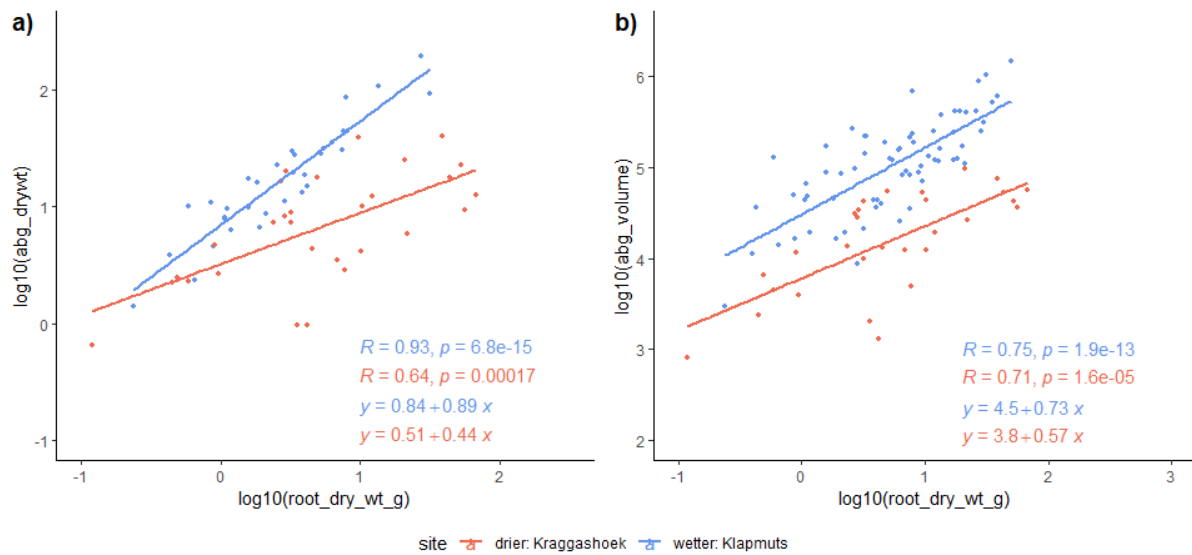 a)
log10(abg_drywt)
2
1
0
-1
R = 0.93, p = 6.8e-15
R = 0.64, p = 0.00017
y = 0.84+0.89 x
y = 0.51+0.44 x
-1
0
1
2
log10(root_dry_wt_g)
b)
log10(abg_volume)
6
5
4
3
2
R = 0.75, p = 1.9e-13
R = 0.71, p = 1.6e-05
y = 4.5+0.73 x
y = 3.8+0.57 x
-1
0
1
2
3
log10(root_dry_wt_g)
site a drier: Kraggashoek a wetter: Klapmuts